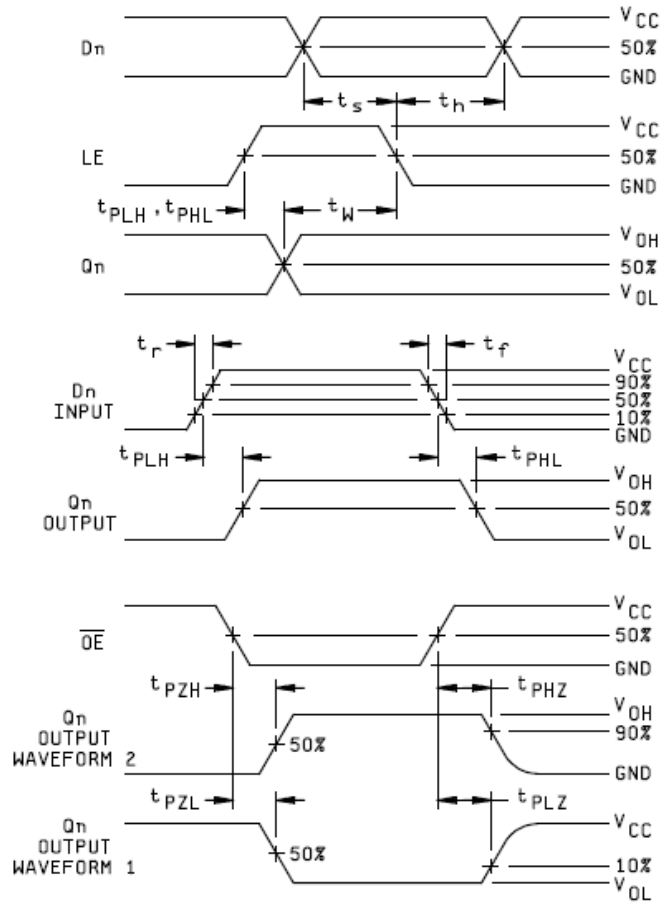 Dn
VCC
50%
GND
ts
th
LE
VCC
50%
GND
tPLH , tPHL
tW
Qn
VOH
50%
VOL
tr
tf
Dn
INPUT
VCC
90%
50%
10%
GND
tPLH
tPHL
Qn
OUTPUT
VOH
50%
VOL
OE
VCC
50%
GND
tPZH
tPHZ
Qn
OUTPUT
WAVEFORM 2
50%
VOH
90%
GND
tPZL
tPLZ
Qn
OUTPUT
WAVEFORM 1
50%
VCC
10%
VOL